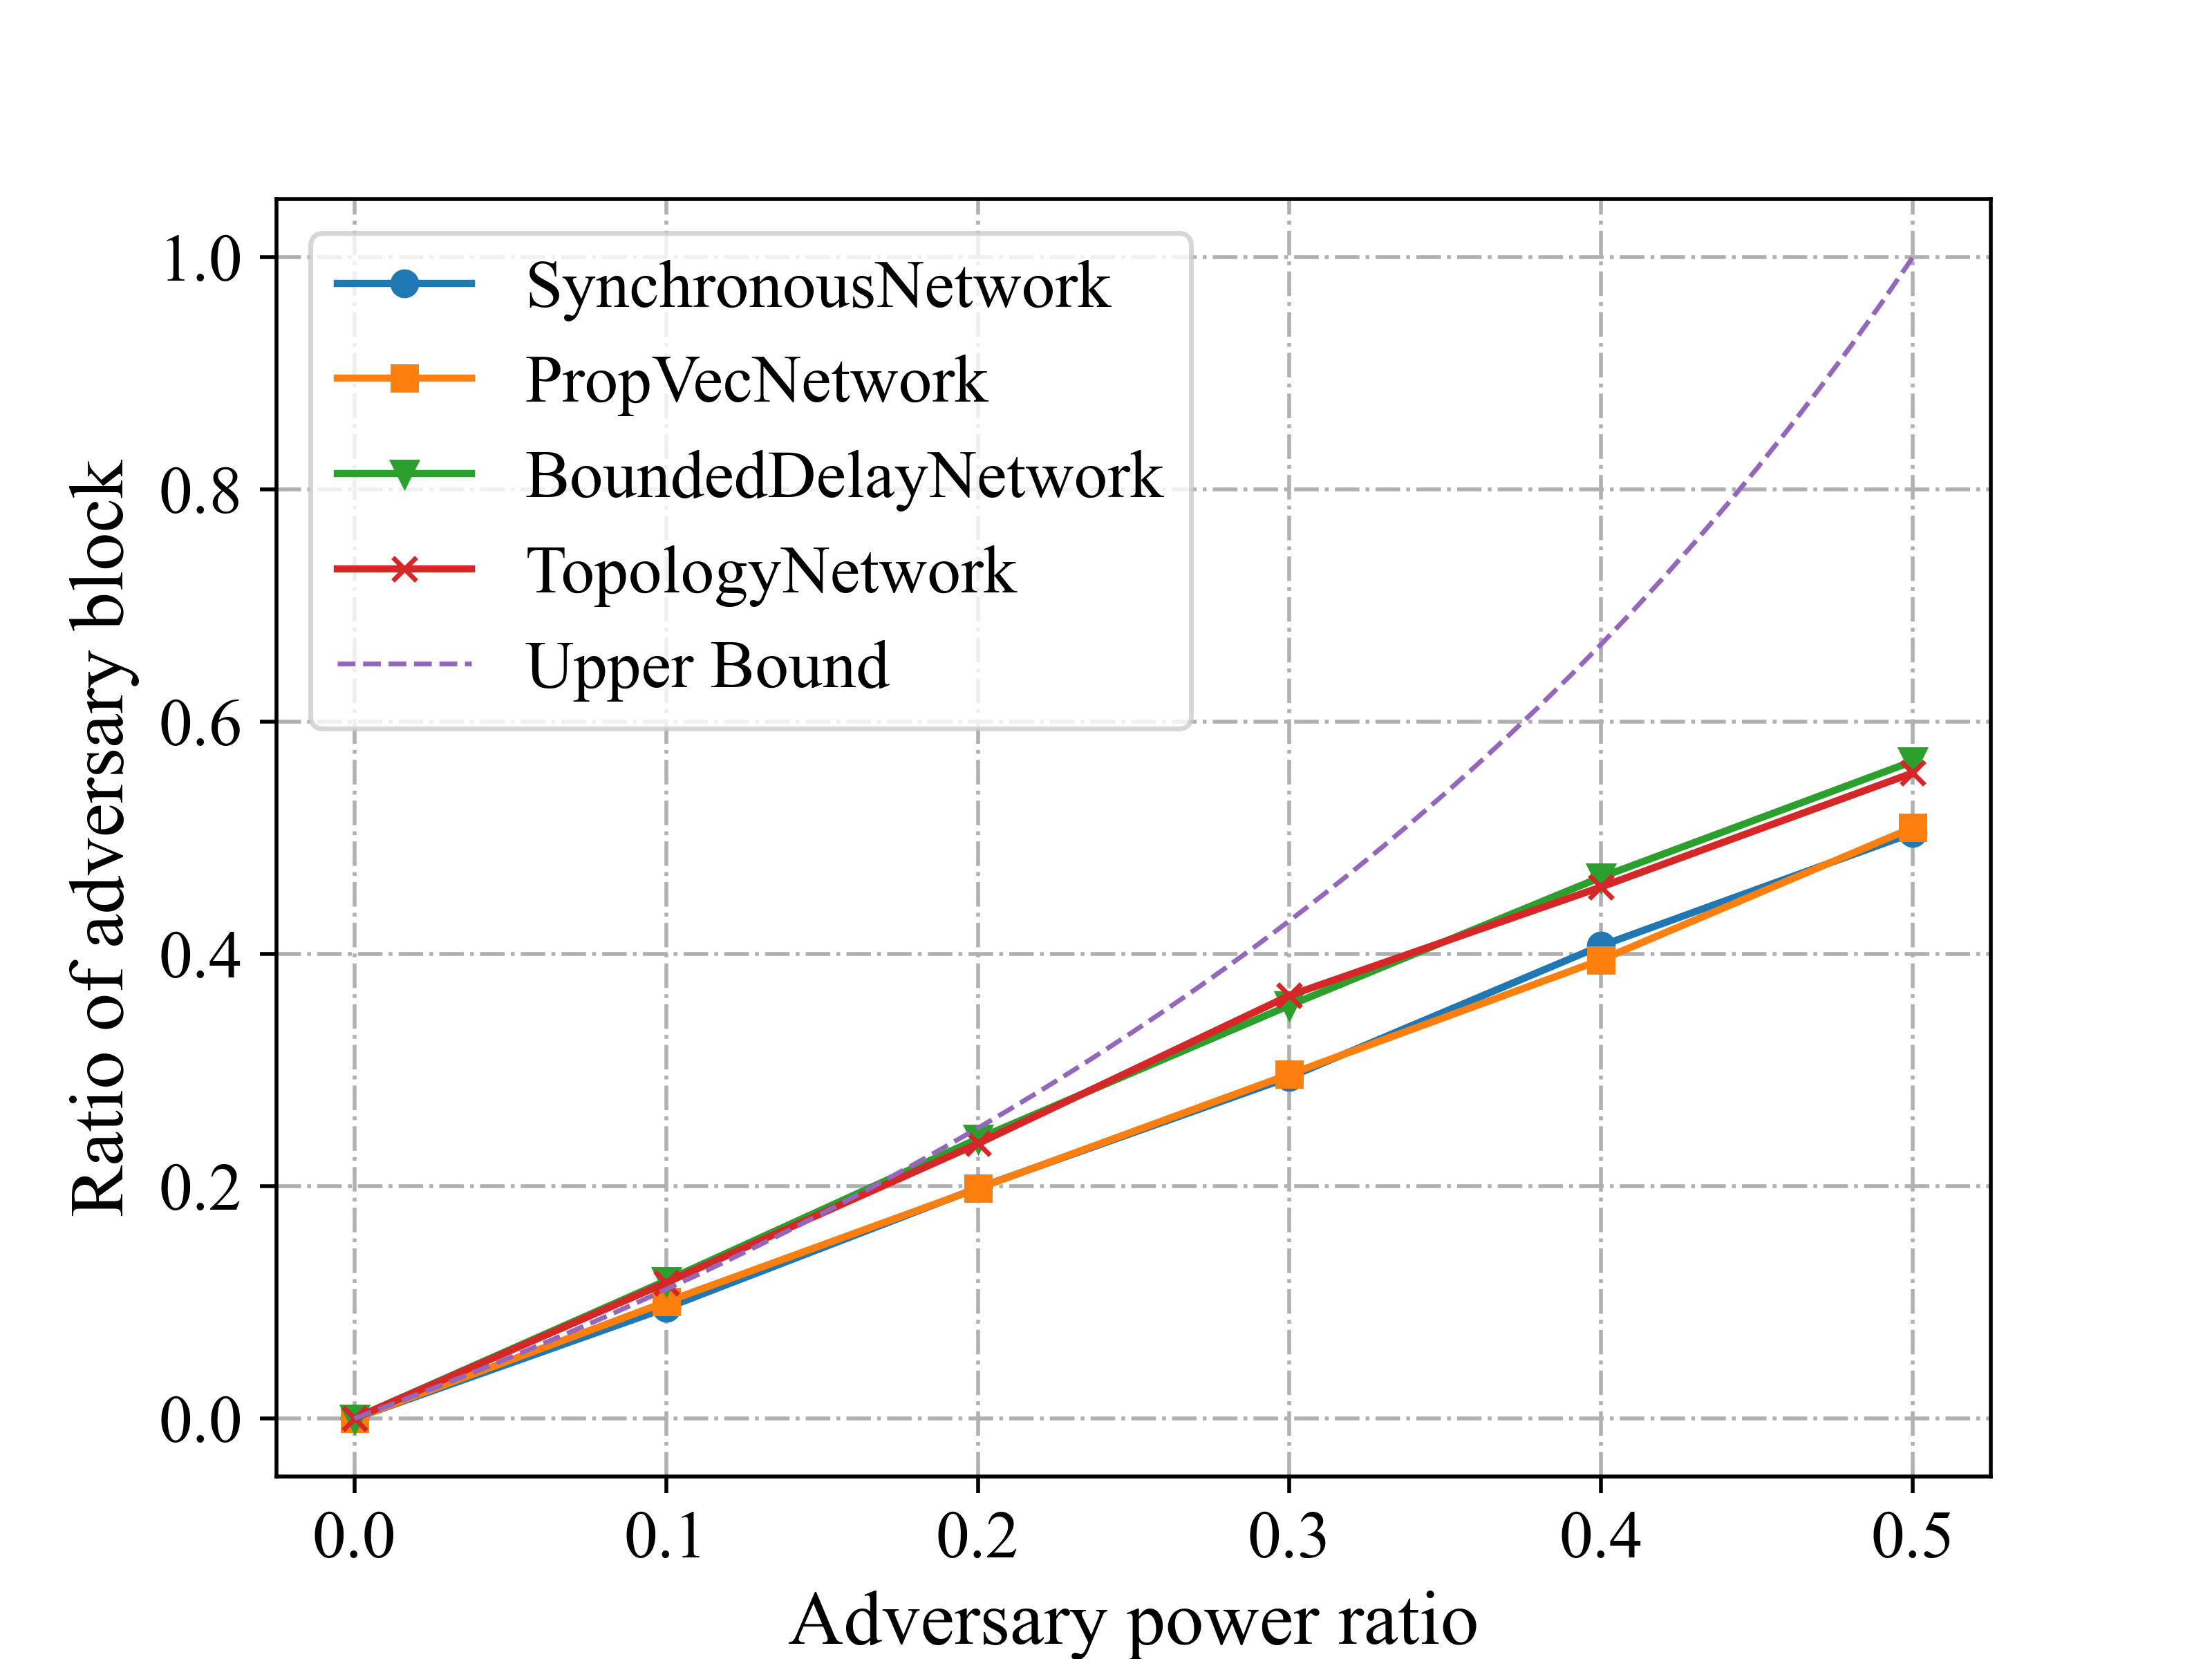 1.0
0.8
0.6
0.4
0.2
0.0
Ratio of adversary block
SynchronousNetwork
PropVecNetwork
BoundedDelayNetwork
TopologyNetwork
Upper Bound
0.0 0.1 0.2 0.3 0.4 0.5
Adversary power ratio